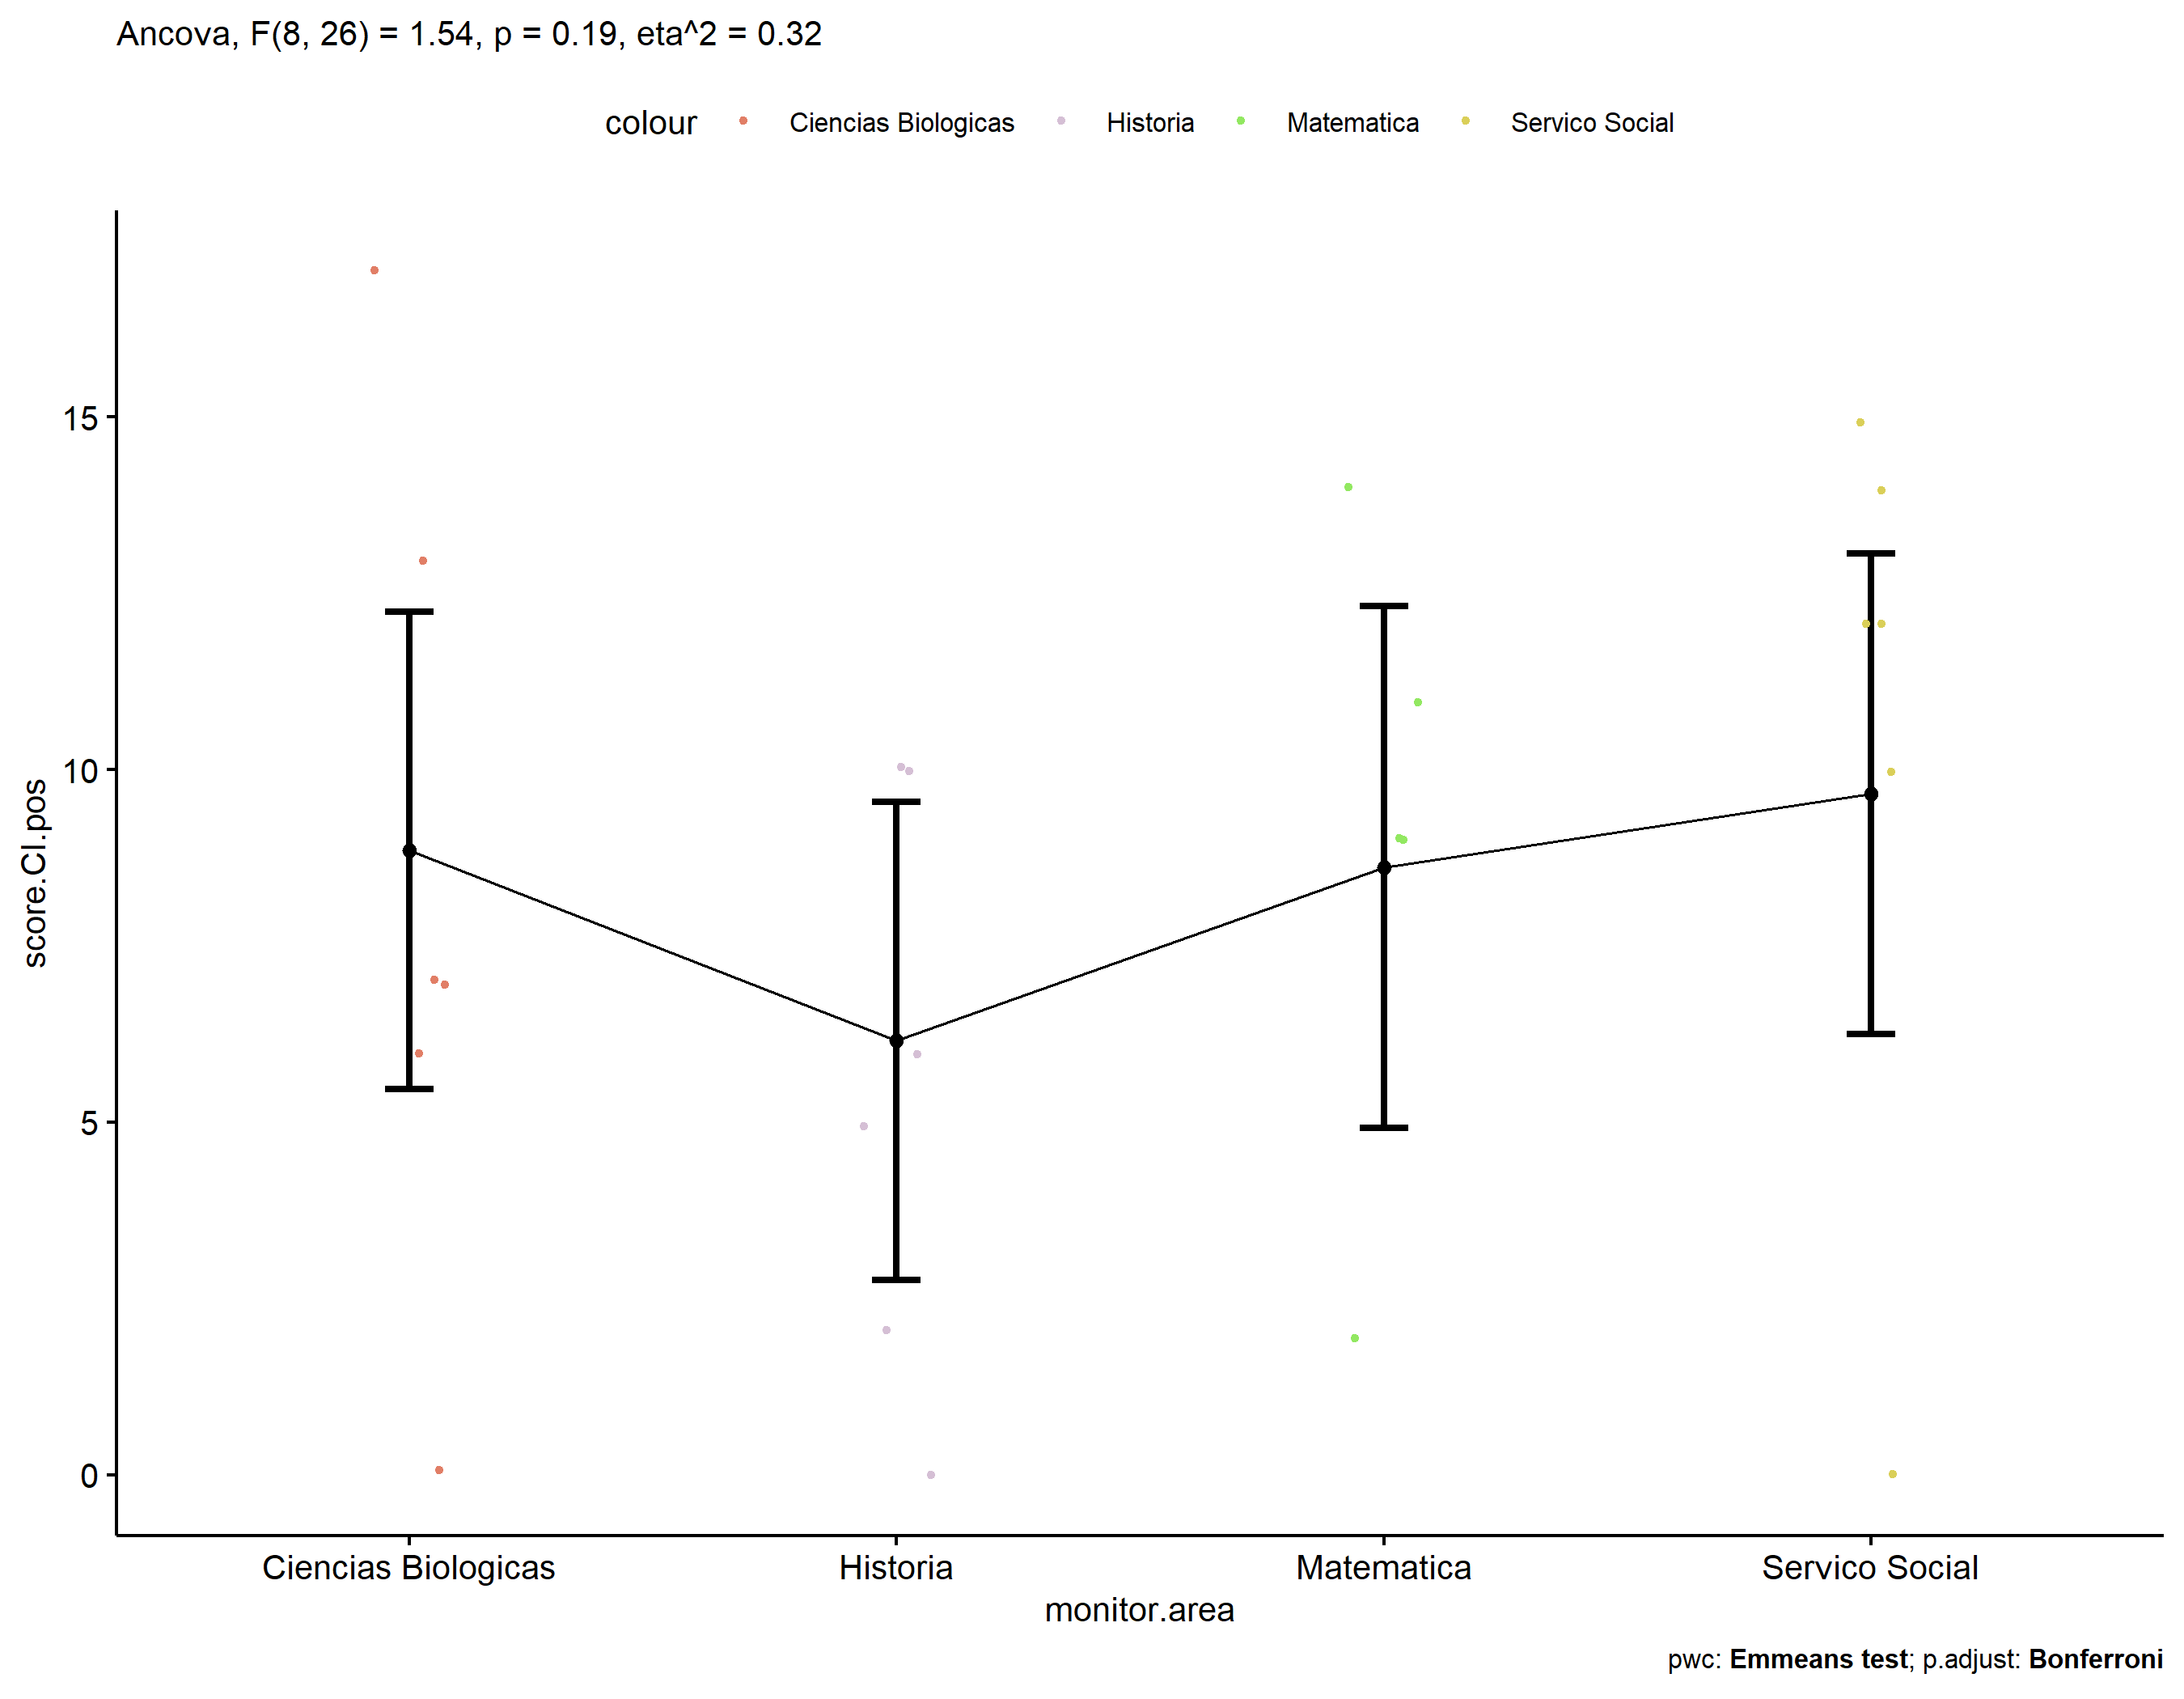 Ancova, F(8, 26) = 1.54, p = 0.19, eta^2 = 0.32
colour Ciencias Biologicas Historia Matematica Servico Social
15
10
5
0
score.CI.pos
Ciencias Biologicas Historia Matematica Servico Social
monitor.area
pwc: Emmeans test; p.adjust: Bonferroni